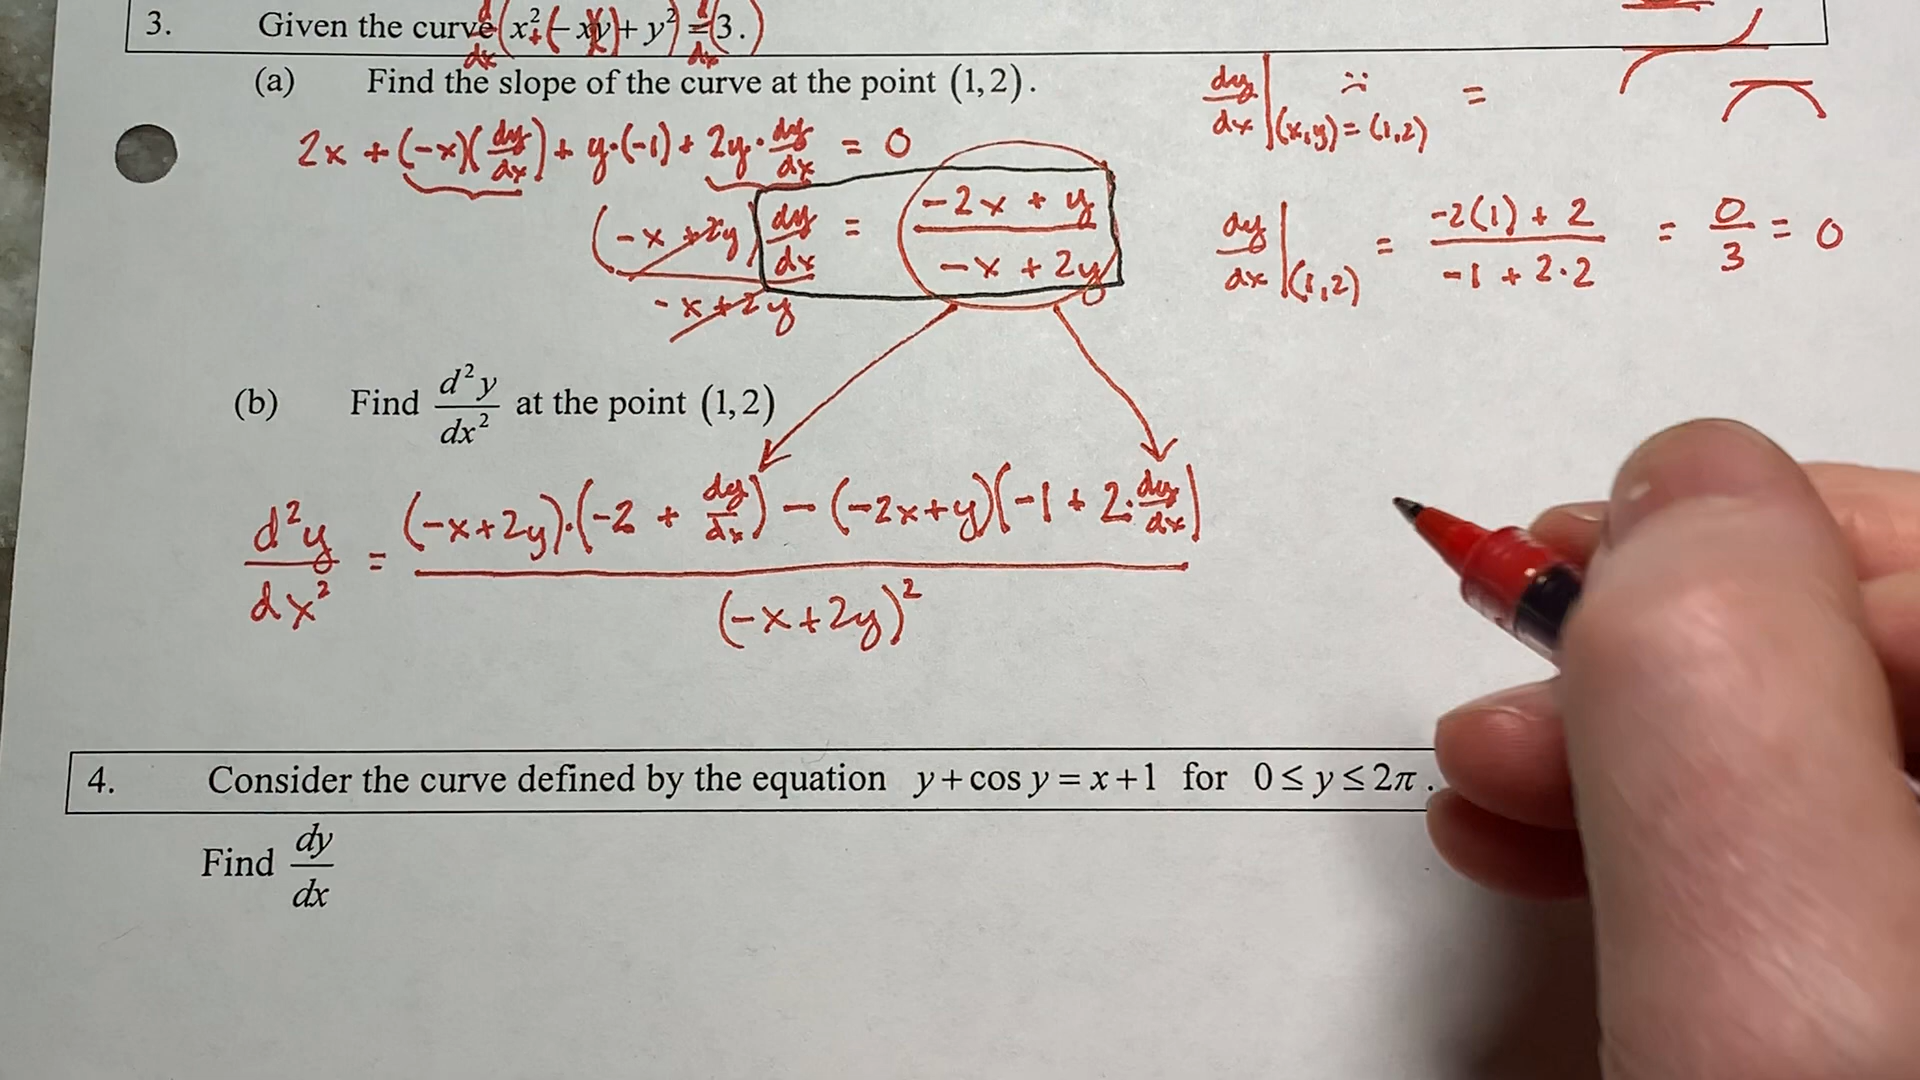 3. Given the curve d/dx (x² + (-xy) + y²) = d/dx (3.)
(a) Find the slope of the curve at the point (1,2).
dy/dx |(x,y) = (1,2) =
2x + (-x)(dy/dx) + y·(-1) + 2y·dy/dx = 0
(-x + 2y) dy/dx = (-2x + y)/(-x + 2y)
-x + 2y
dy/dx |(1,2) = (-2(1) + 2)/(-1 + 2·2) = 0/3 = 0
(b) Find d²y/dx² at the point (1,2)
d²y/dx² = ((-x+2y)·(-2 + dy/dx) - (-2x+y)(-1 + 2·dy/dx))/(-x+2y)²
4. Consider the curve defined by the equation y + cos y = x + 1 for 0 ≤ y ≤ 2π.
Find dy/dx